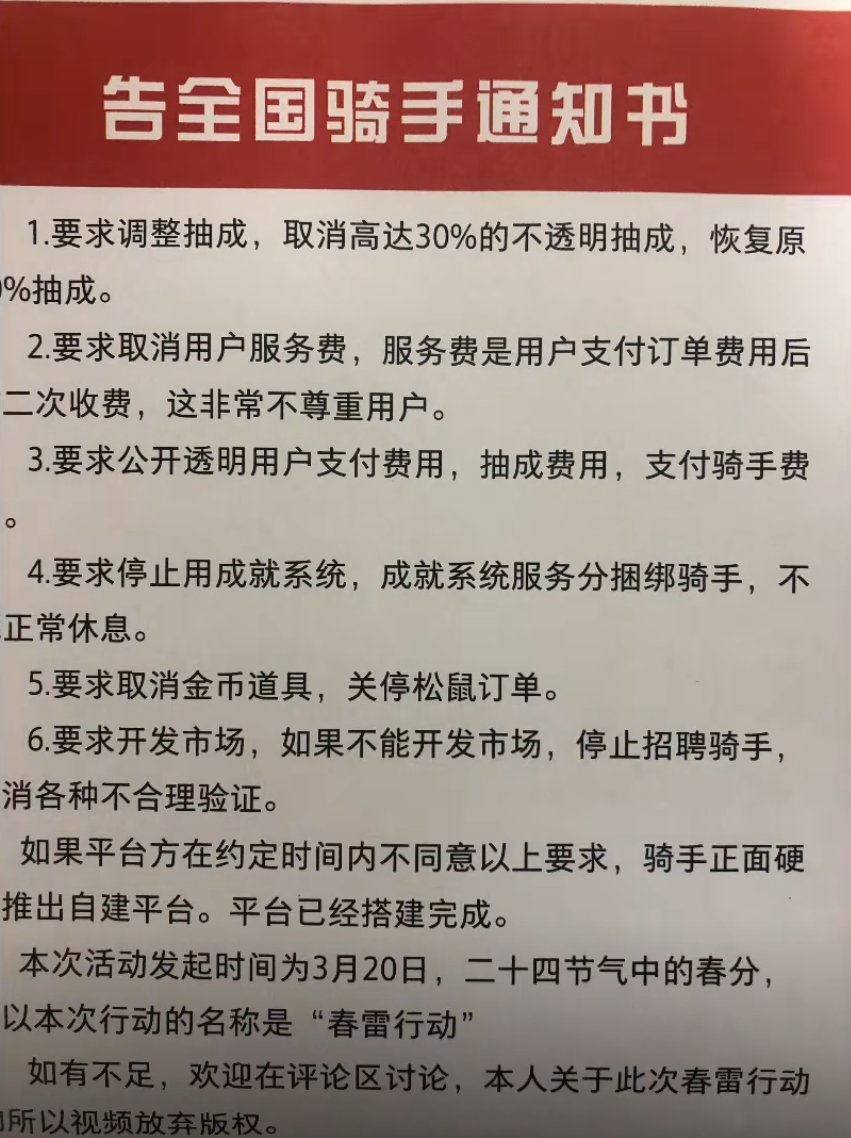 告全国骑手通知书
1.要求调整抽成，取消高达30%的不透明抽成，恢复原
%抽成。
2.要求取消用户服务费，服务费是用户支付订单费用后
二次收费，这非常不尊重用户。
3.要求公开透明用户支付费用，抽成费用，支付骑手费
。
4.要求停止用成就系统，成就系统服务分捆绑骑手，不
正常休息。
5.要求取消金币道具，关停松鼠订单。
6.要求开发市场，如果不能开发市场，停止招聘骑手，
消各种不合理验证。
如果平台方在约定时间内不同意以上要求，骑手正面硬
推出自建平台。平台已经搭建完成。
本次活动发起时间为3月20日，二十四节气中的春分，
以本次行动的名称是“春雷行动”
如有不足，欢迎在评论区讨论，本人关于此次春雷行动
所以视频放弃版权。